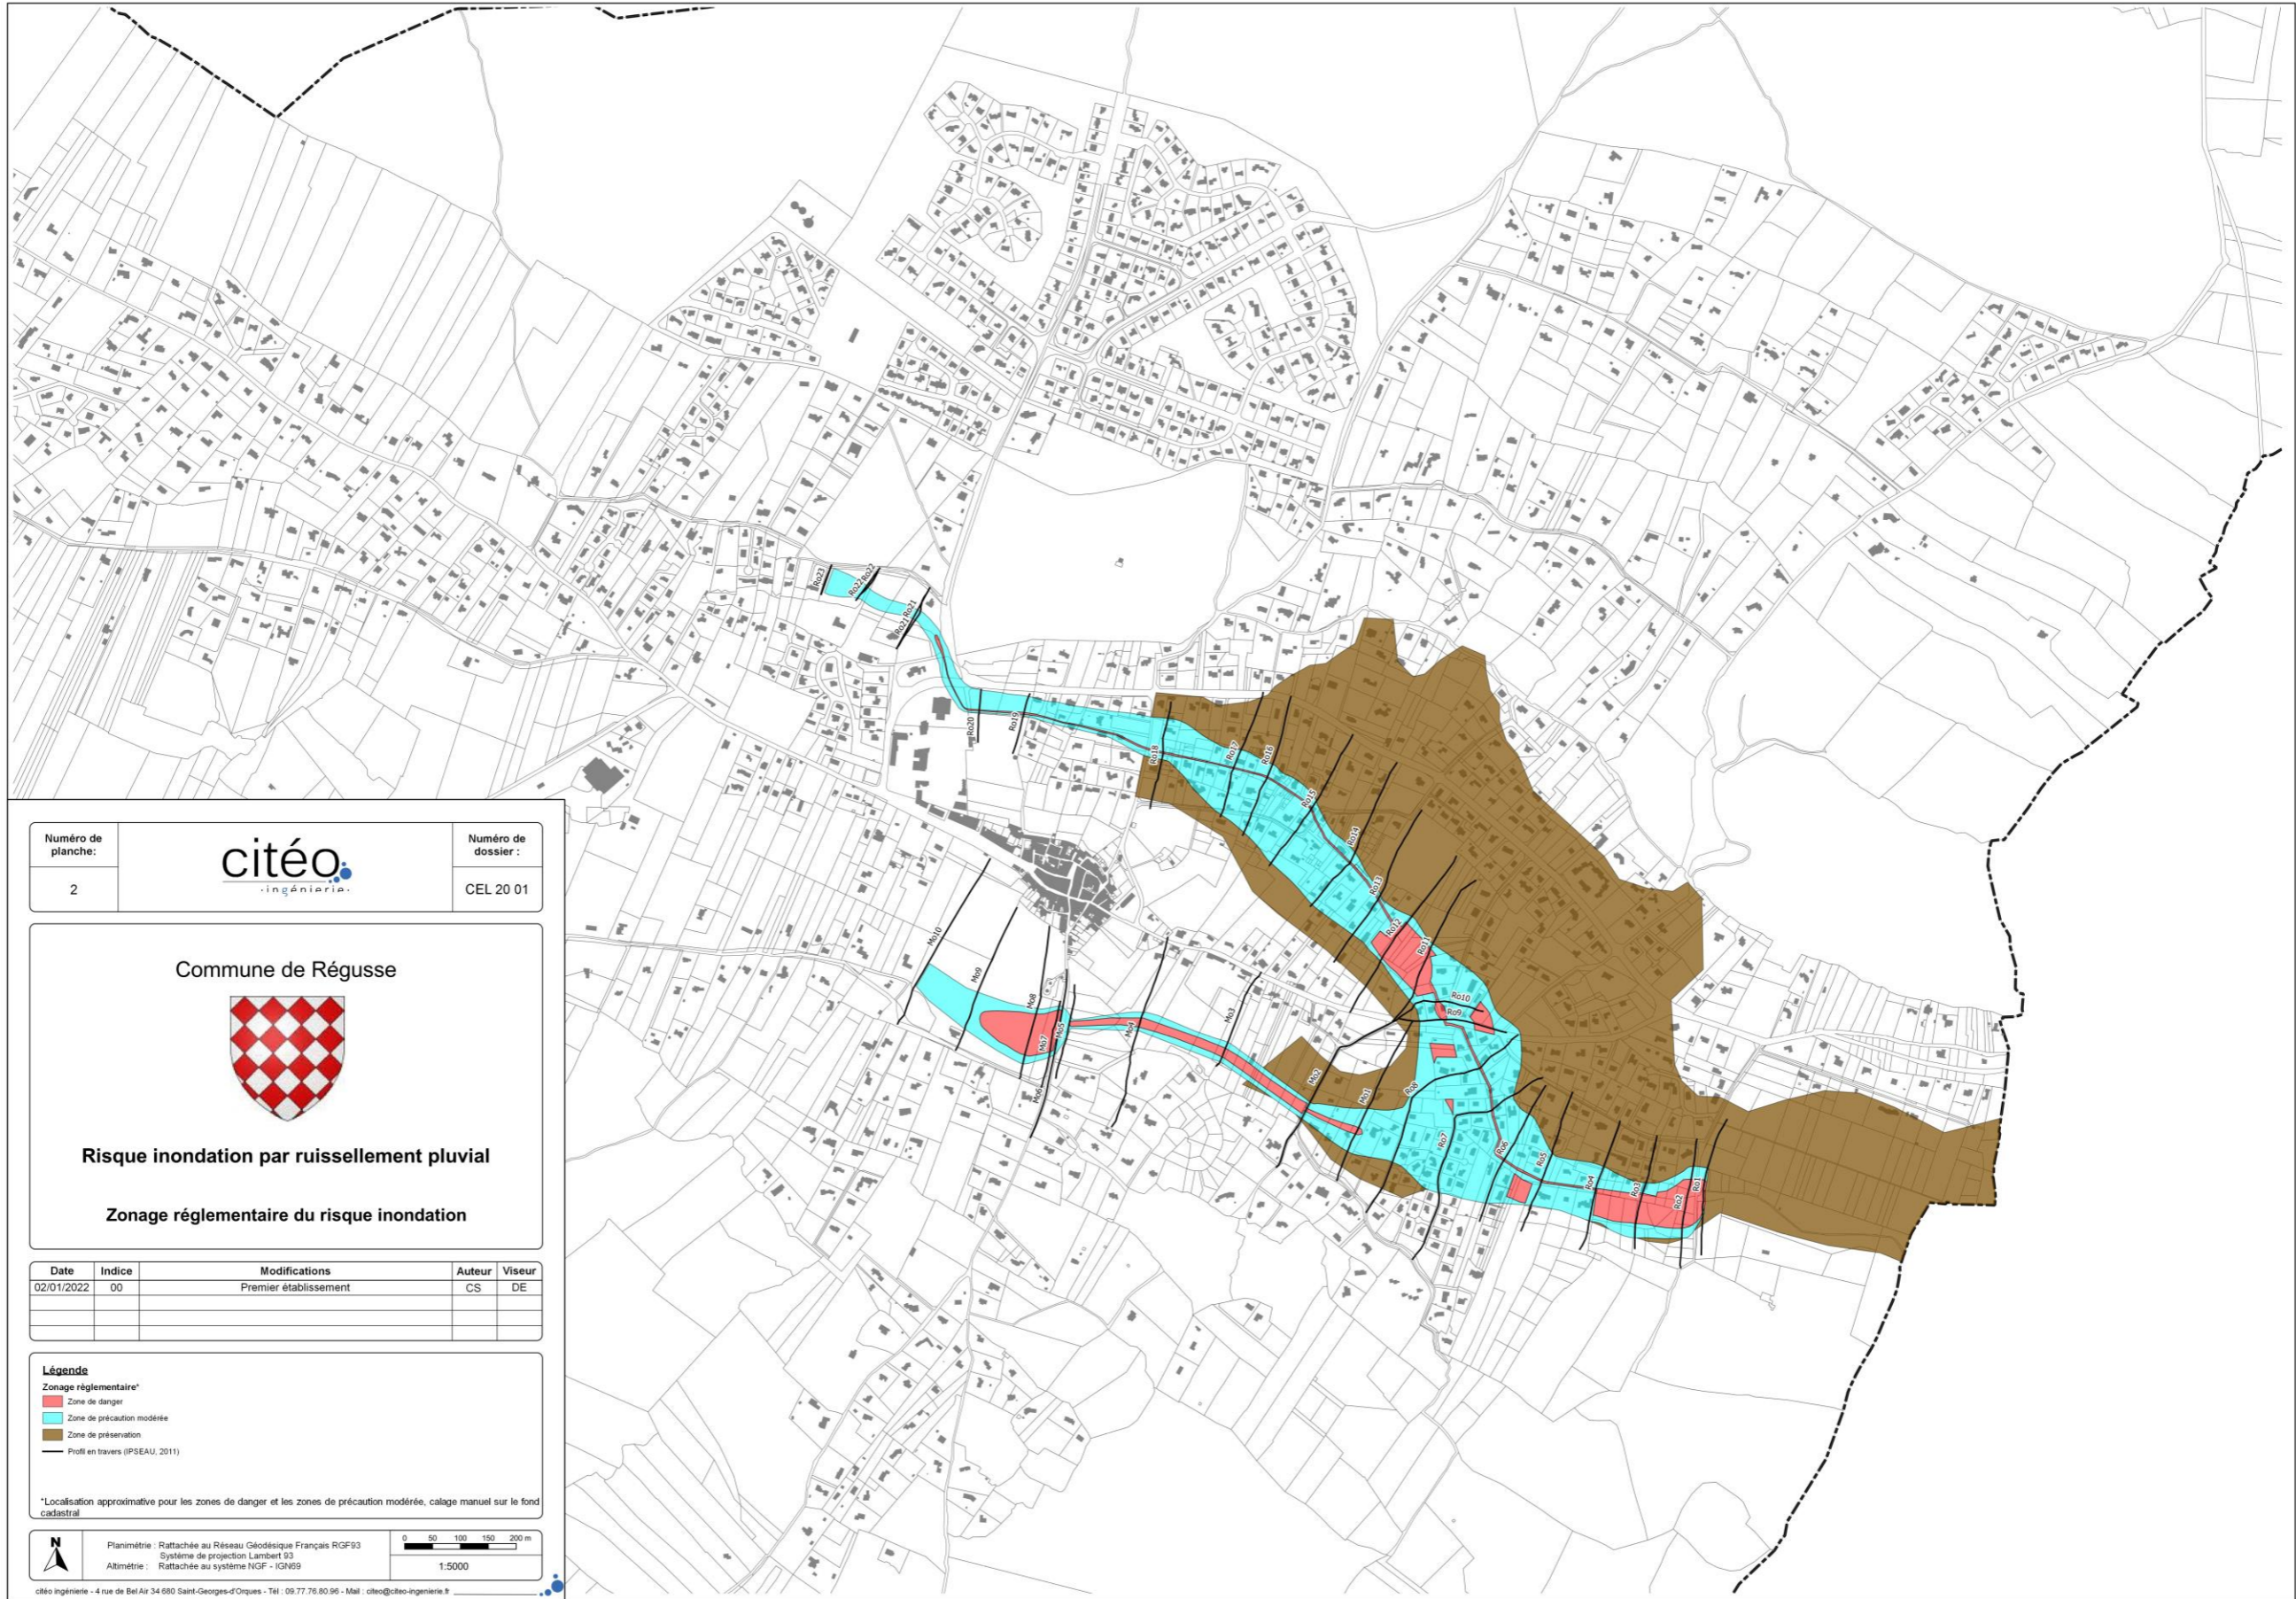 Ro23
Ro22
Ro22
Ro21
Ro21
Ro20
Ro19
Ro18
Ro17
Ro16
Ro15
Ro14
Ro13
Ro12
Ro11
Ro10
Ro9
Ro8
Ro7
Ro6
Ro5
Ro4
Ro3
Ro2
Ro1
Mo10
Mo9
Mo8
Mo7
Mo6
Mo5
Mo4
Mo3
Mo2
Mo1
Numéro de
planche:
2
citéo
·ingénierie·
Numéro de
dossier :
CEL 20 01
Commune de Régusse
Risque inondation par ruissellement pluvial
Zonage réglementaire du risque inondation
Date Indice Modifications Auteur Viseur
02/01/2022 00 Premier établissement CS DE
Légende
Zonage règlementaire*
Zone de danger
Zone de précaution modérée
Zone de préservation
Profil en travers (IPSEAU, 2011)
*Localisation approximative pour les zones de danger et les zones de précaution modérée, calage manuel sur le fond
cadastral
N
Planimétrie : Rattachée au Réseau Géodésique Français RGF93
Système de projection Lambert 93
Altimétrie : Rattachée au système NGF - IGN69
0 50 100 150 200 m
1:5000
citéo ingénierie - 4 rue de Bel Air 34 680 Saint-Georges-d'Orques - Tél : 09.77.76.80.96 - Mail : citeo@citeo-ingenierie.fr